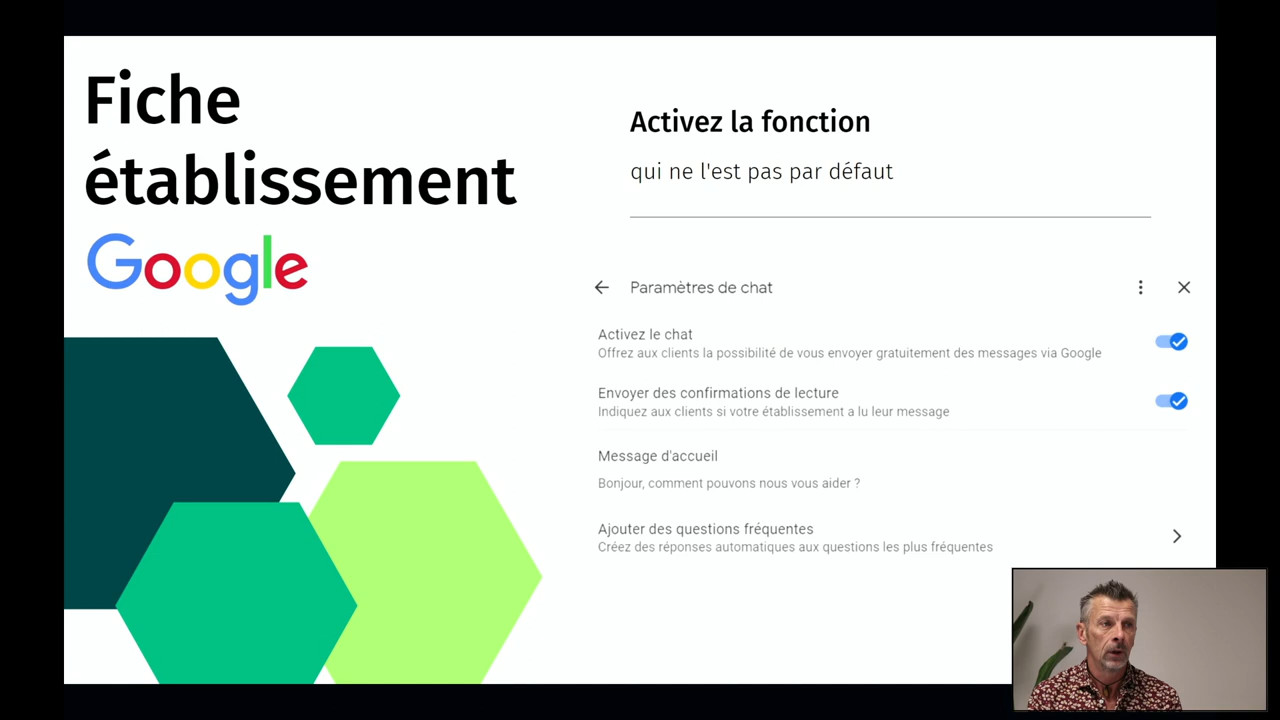 Fiche
établissement
Google
Activez la fonction
qui ne l'est pas par défaut
Paramètres de chat
Activez le chat
Offrez aux clients la possibilité de vous envoyer gratuitement des messages via Google
Envoyer des confirmations de lecture
Indiquez aux clients si votre établissement a lu leur message
Message d'accueil
Bonjour, comment pouvons nous vous aider ?
Ajouter des questions fréquentes
Créez des réponses automatiques aux questions les plus fréquentes